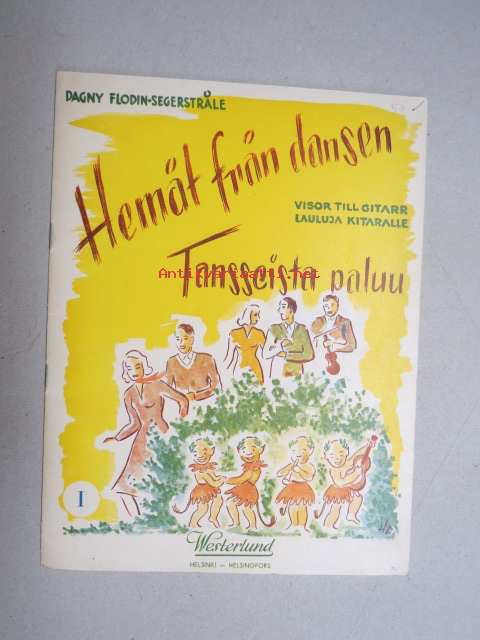 DAGNY FLODIN-SEGERSTRÅLE
Hemåt från dansen
VISOR TILL GITARR
LAULUJA KITARALLE
Antikvariaatti.net
Tansseista paluu
I
Westerlund
HELSINKI — HELSINGFORS